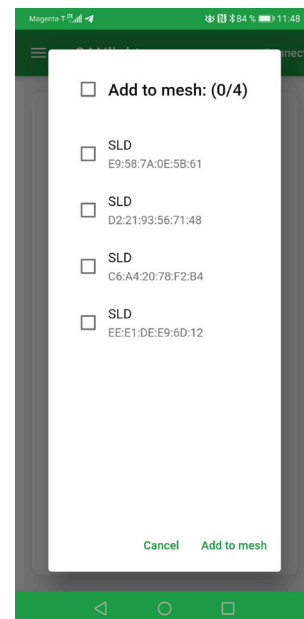 Magenta-T 84 % 11:48
Add to mesh: (0/4)
SLD
E9:58:7A:0E:5B:61
SLD
D2:21:93:56:71:48
SLD
C6:A4:20:78:F2:B4
SLD
EE:E1:DE:E9:6D:12
Cancel Add to mesh